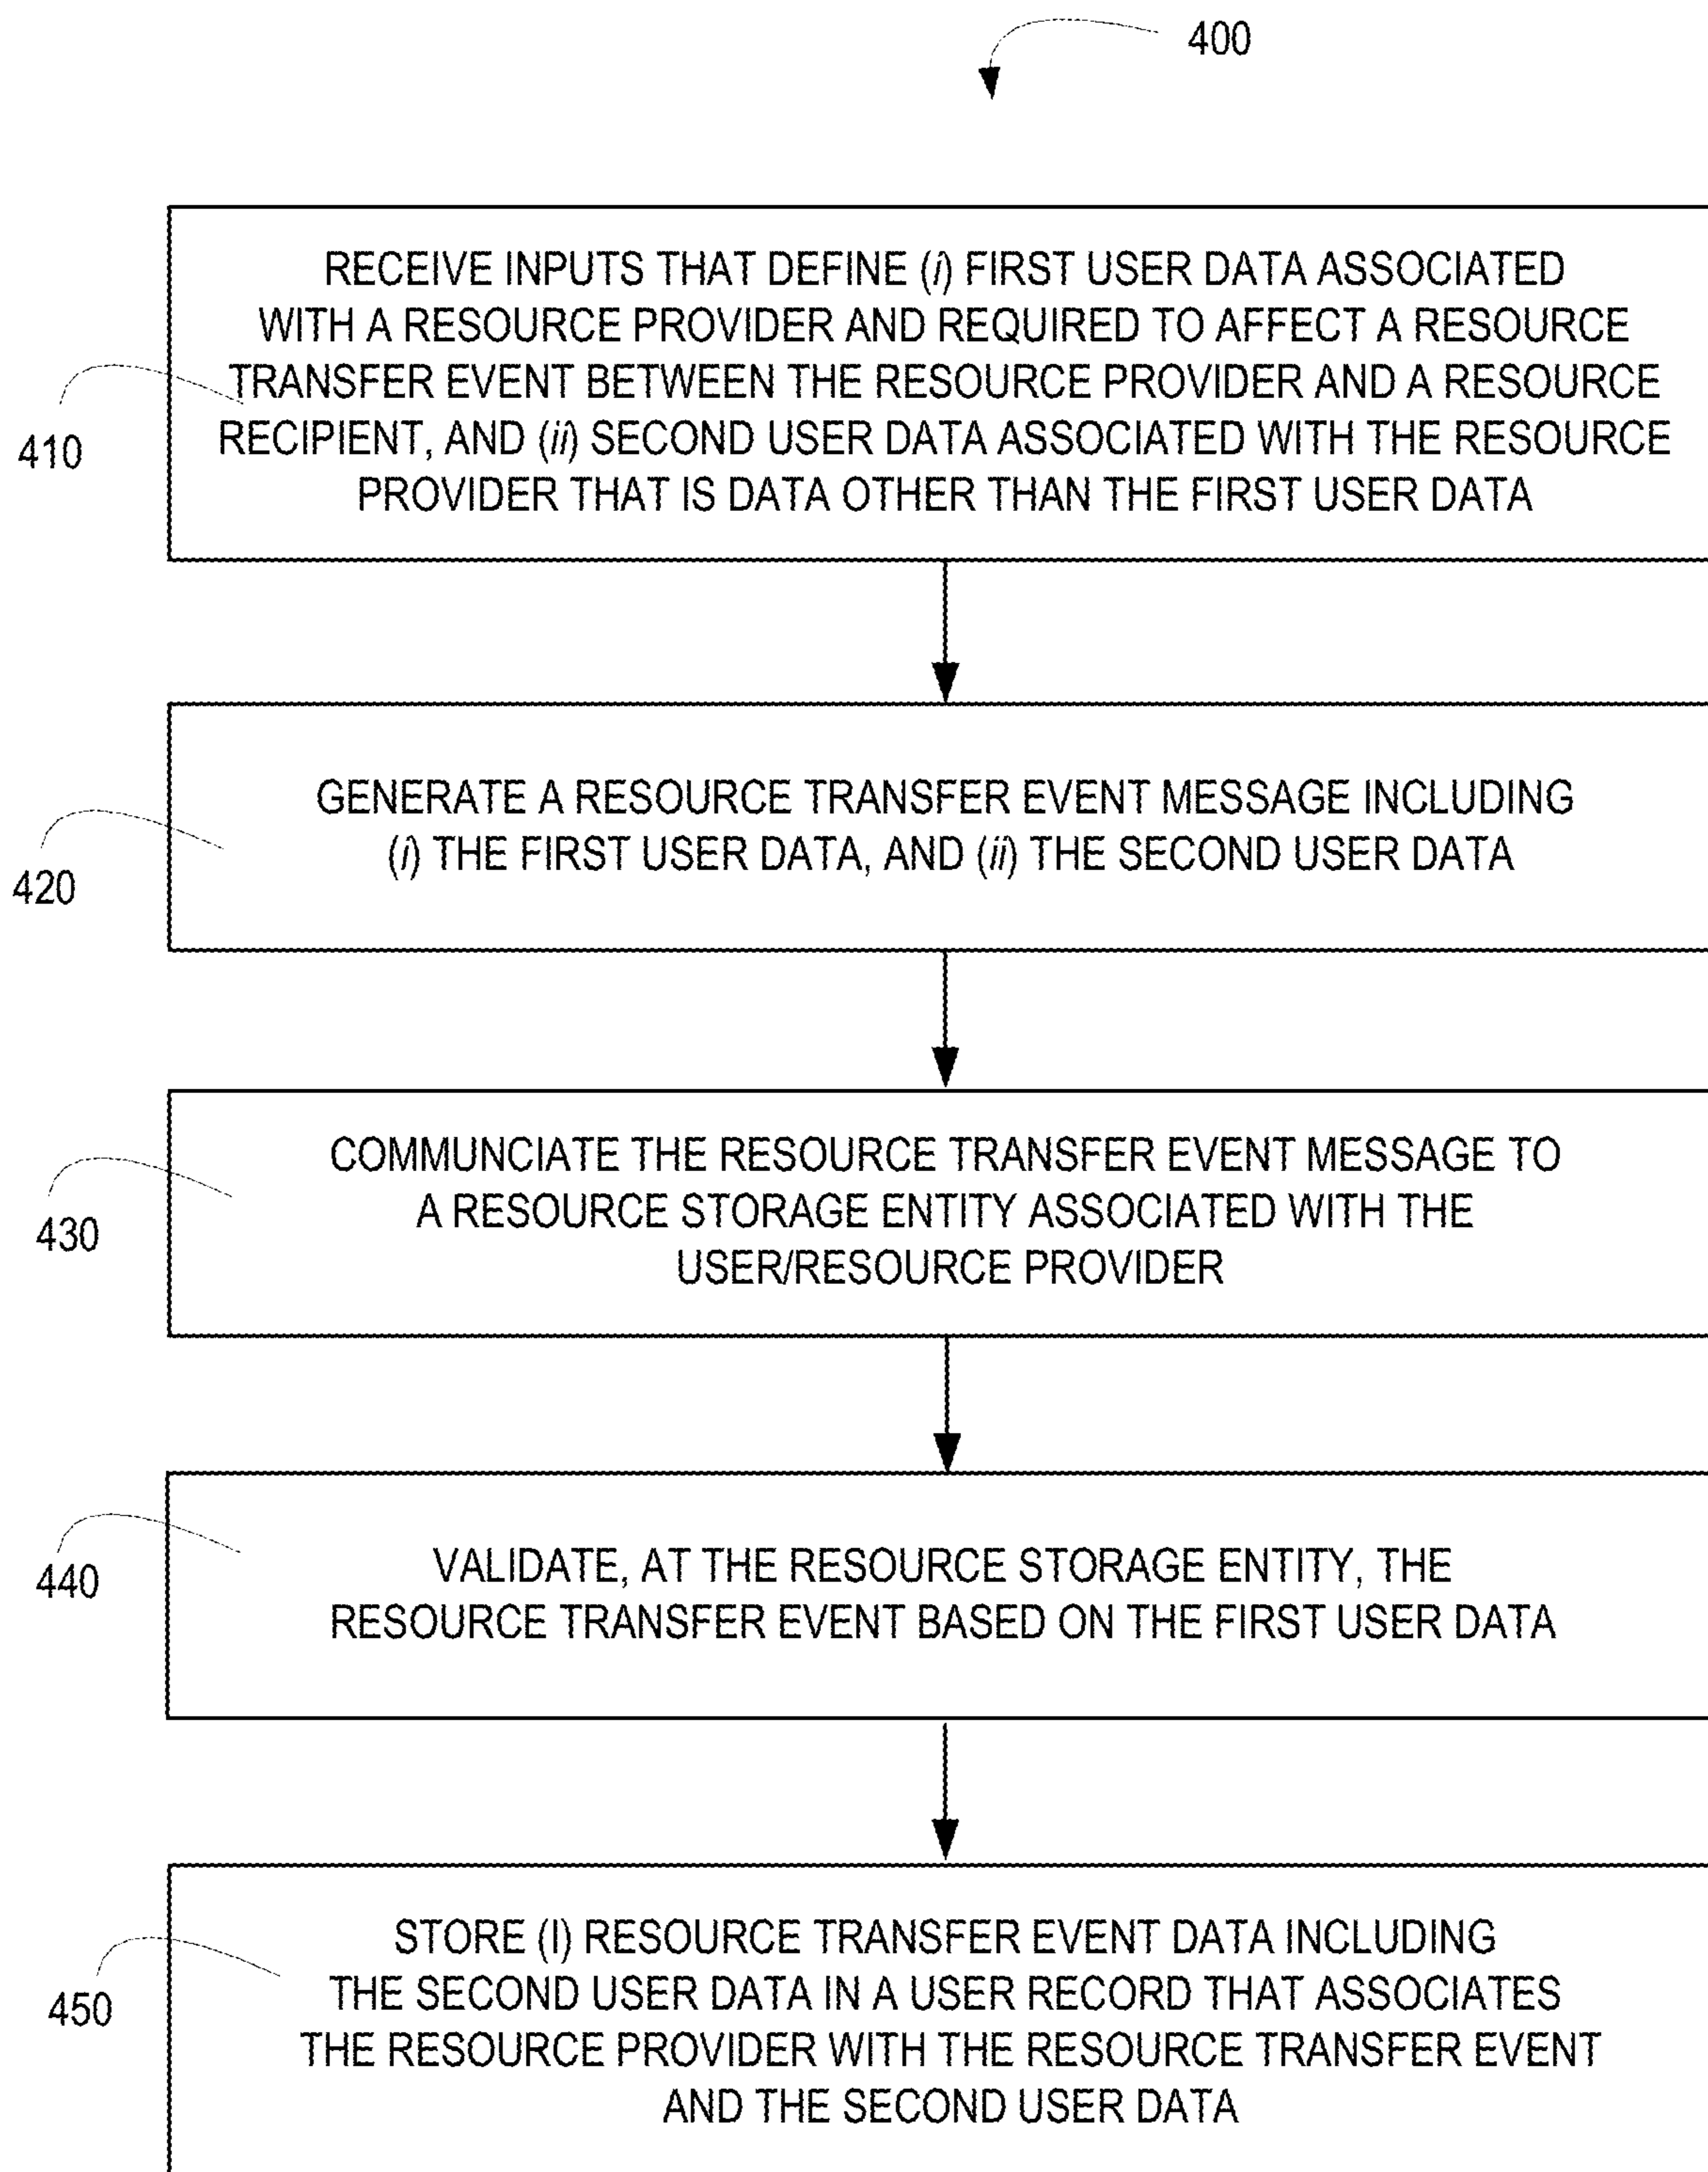 400
RECEIVE INPUTS THAT DEFINE (i) FIRST USER DATA ASSOCIATED
WITH A RESOURCE PROVIDER AND REQUIRED TO AFFECT A RESOURCE
TRANSFER EVENT BETWEEN THE RESOURCE PROVIDER AND A RESOURCE
RECIPIENT, AND (ii) SECOND USER DATA ASSOCIATED WITH THE RESOURCE
PROVIDER THAT IS DATA OTHER THAN THE FIRST USER DATA
410
GENERATE A RESOURCE TRANSFER EVENT MESSAGE INCLUDING
(i) THE FIRST USER DATA, AND (ii) THE SECOND USER DATA
420
COMMUNCIATE THE RESOURCE TRANSFER EVENT MESSAGE TO
A RESOURCE STORAGE ENTITY ASSOCIATED WITH THE
USER/RESOURCE PROVIDER
430
VALIDATE, AT THE RESOURCE STORAGE ENTITY, THE
RESOURCE TRANSFER EVENT BASED ON THE FIRST USER DATA
440
STORE (I) RESOURCE TRANSFER EVENT DATA INCLUDING
THE SECOND USER DATA IN A USER RECORD THAT ASSOCIATES
THE RESOURCE PROVIDER WITH THE RESOURCE TRANSFER EVENT
AND THE SECOND USER DATA
450